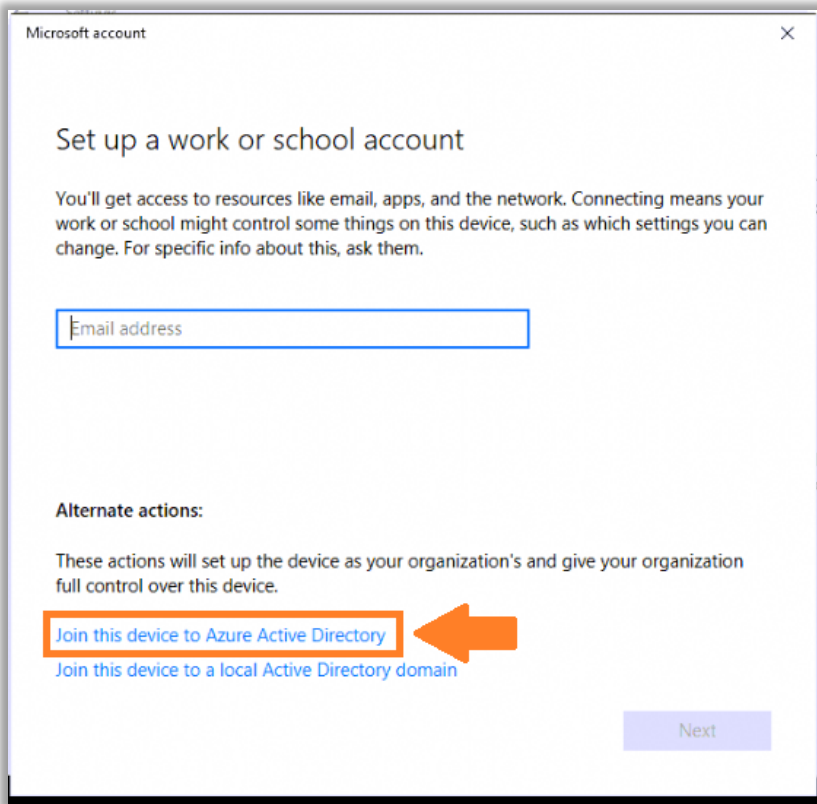 Microsoft account
Set up a work or school account
You'll get access to resources like email, apps, and the network. Connecting means your
work or school might control some things on this device, such as which settings you can
change. For specific info about this, ask them.
Email address
Alternate actions:
These actions will set up the device as your organization's and give your organization
full control over this device.
Join this device to Azure Active Directory
Join this device to a local Active Directory domain
Next